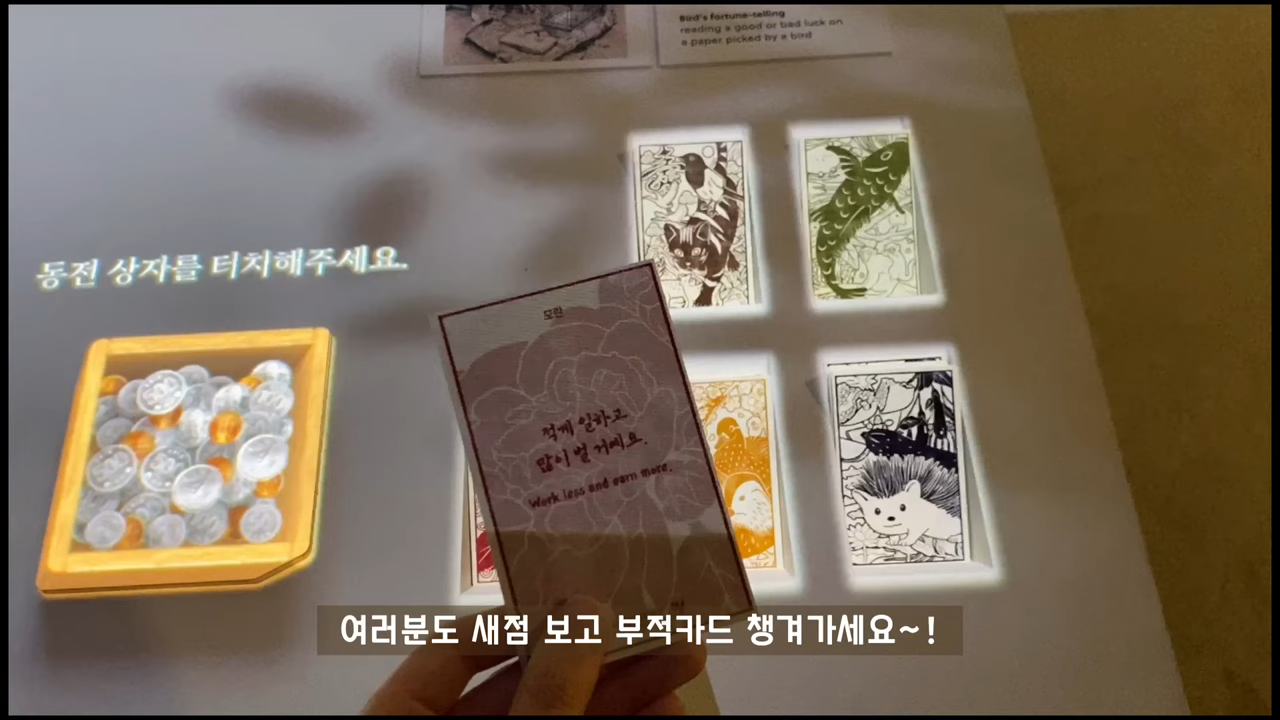 Bird's fortune-telling
reading a good or bad luck on
a paper picked by a bird
동전 상자를 터치해주세요.
모란
적게 일하고
많이 벌 거예요.
Work less and earn more.
여러분도 새점 보고 부적카드 챙겨가세요~!